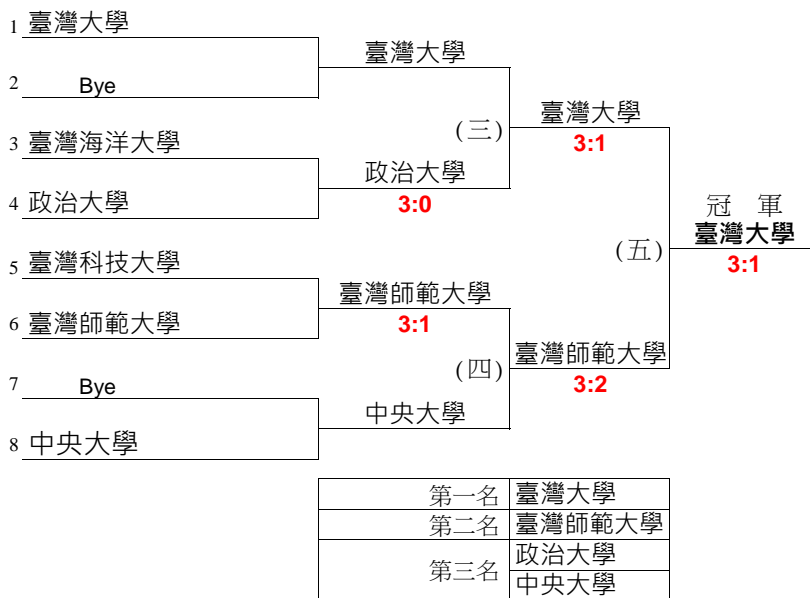 1 臺灣大學
臺灣大學
2 Bye
臺灣大學
(三)
3:1
3 臺灣海洋大學
政治大學
3:0
4 政治大學
冠 軍
臺灣大學
(五)
3:1
5 臺灣科技大學
臺灣師範大學
3:1
6 臺灣師範大學
臺灣師範大學
(四)
3:2
7 Bye
中央大學
8 中央大學
第一名 臺灣大學
第二名 臺灣師範大學
第三名 政治大學
中央大學